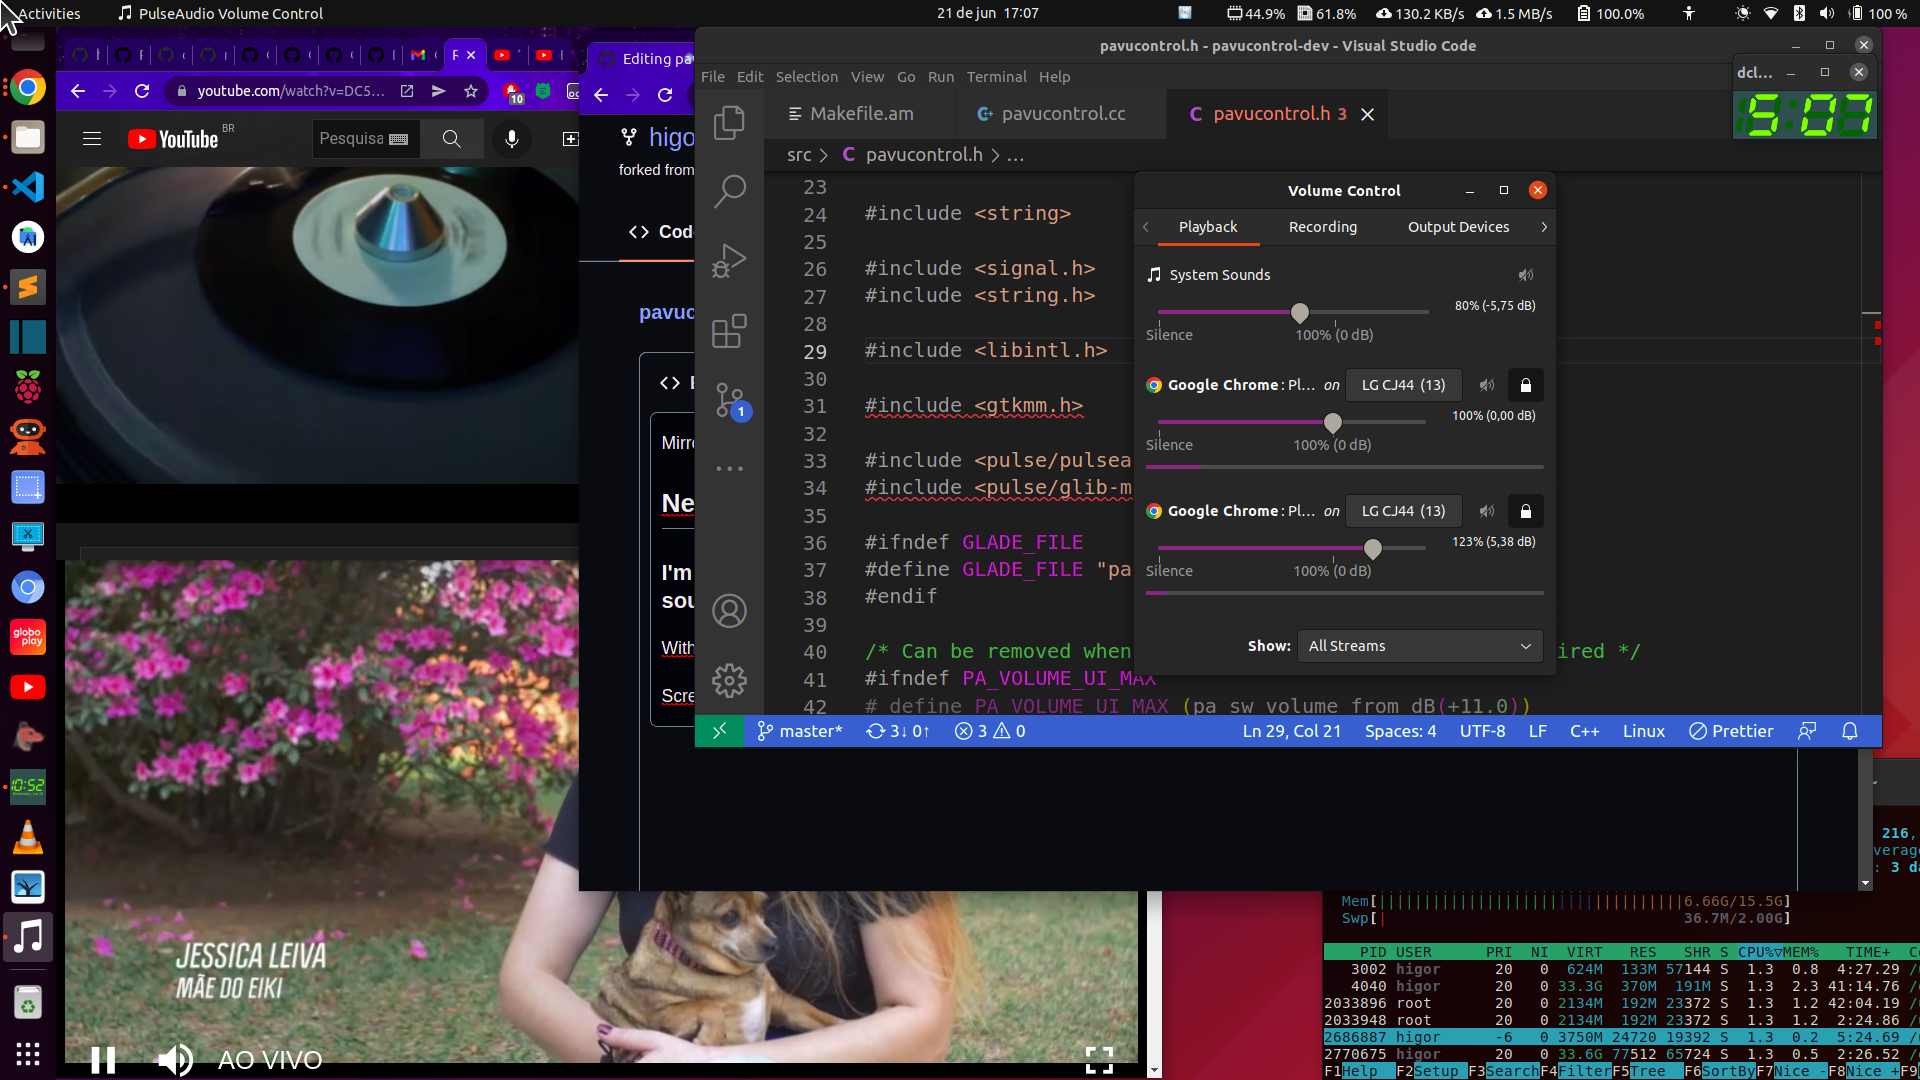 Activities
PulseAudio Volume Control
21 de jun  17:07
44.9%
61.8%
130.2 KB/s
1.5 MB/s
100.0%
100 %
youtube.com/watch?v=DC5...
10
YouTube
BR
Pesquisa
JESSICA LEIVA
MÃE DO EIKI
AO VIVO
globo
play
10:52
Editing pa
higo
forked from
Cod
pavuc
Mirr
Ne
I'm
sou
With
Scre
pavucontrol.h - pavucontrol-dev - Visual Studio Code
File Edit Selection View Go Run Terminal Help
Makefile.am
pavucontrol.cc
pavucontrol.h 3
src > C pavucontrol.h > ...
1
23
24 #include <string>
25
26 #include <signal.h>
27 #include <string.h>
28
29 #include <libintl.h>
30
31 #include <gtkmm.h>
32
33 #include <pulse/pulsea
34 #include <pulse/glib-m
35
36 #ifndef GLADE_FILE
37 #define GLADE_FILE "pa
38 #endif
39
40 /* Can be removed when ired */
41 #ifndef PA_VOLUME_UI_MAX
42 # define PA_VOLUME_UI_MAX (pa_sw_volume_from_dB(+11.0))
master* 3↓ 0↑ 3 0
Ln 29, Col 21 Spaces: 4 UTF-8 LF C++ Linux Prettier
dcl...
5:07
Volume Control
Playback Recording Output Devices
System Sounds
80% (-5,75 dB)
Silence 100% (0 dB)
Google Chrome: Pl... on LG CJ44 (13)
100% (0,00 dB)
Silence 100% (0 dB)
Google Chrome: Pl... on LG CJ44 (13)
123% (5,38 dB)
Silence 100% (0 dB)
Show: All Streams
216,
verage
: 3 da
Mem[6.66G/15.5G]
Swp[36.7M/2.00G]
PID USER PRI NI VIRT RES SHR S CPU%▽MEM% TIME+ Co
3002 higor 20 0 624M 133M 57144 S 1.3 0.8 4:27.29 /
4040 higor 20 0 33.3G 370M 191M S 1.3 2.3 41:14.76 /
2033896 root 20 0 2134M 192M 23372 S 1.3 1.2 42:04.19 /
2033948 root 20 0 2134M 192M 23372 S 1.3 1.2 2:24.86 /
2686887 higor -6 0 3750M 24720 19392 S 1.3 0.2 5:24.69 /
2770675 higor 20 0 33.6G 77512 65724 S 1.3 0.5 2:26.52 /
F1Help F2Setup F3SearchF4FilterF5Tree F6SortByF7Nice -F8Nice +F9